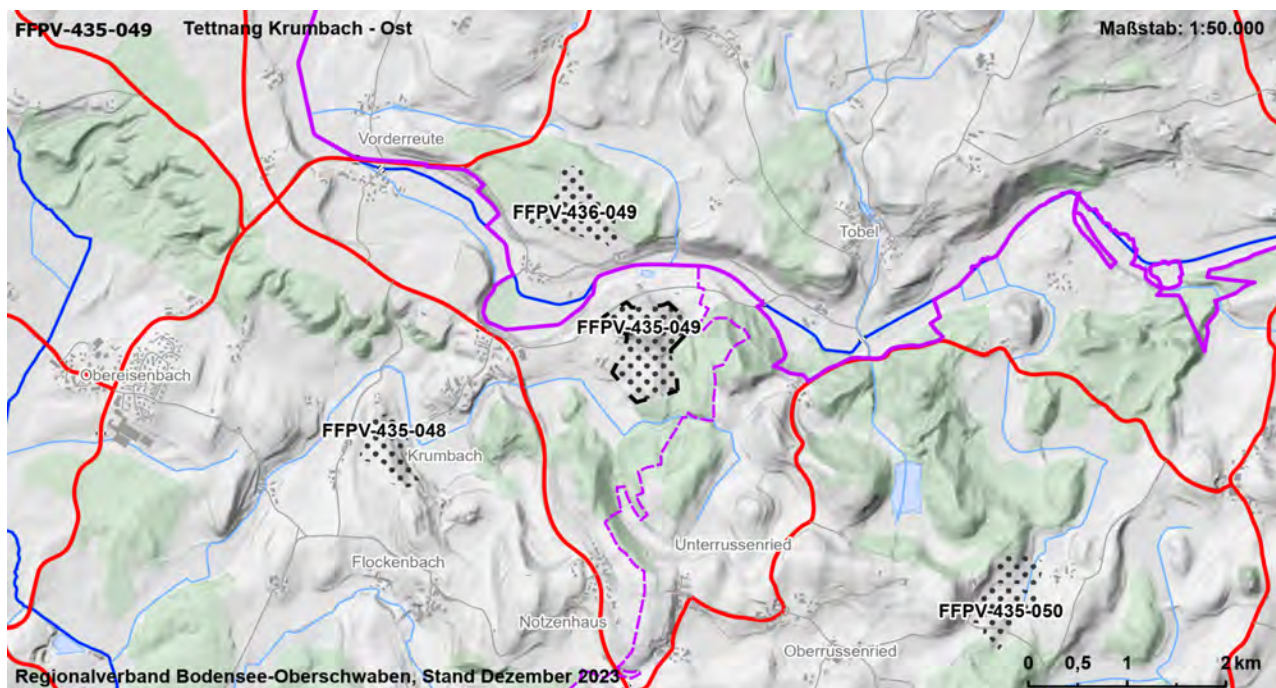 FFPV-435-049 Tettnang Krumbach - Ost Maßstab: 1:50.000
Vorderreute
FFPV-436-049
Tobel
FFPV-435-049
Obereisenbach
FFPV-435-048
Krumbach
Unterrussenried
Flockenbach
FFPV-435-050
Notzenhaus
Oberrussenried
0 0,5 1 2 km
Regionalverband Bodensee-Oberschwaben, Stand Dezember 2023